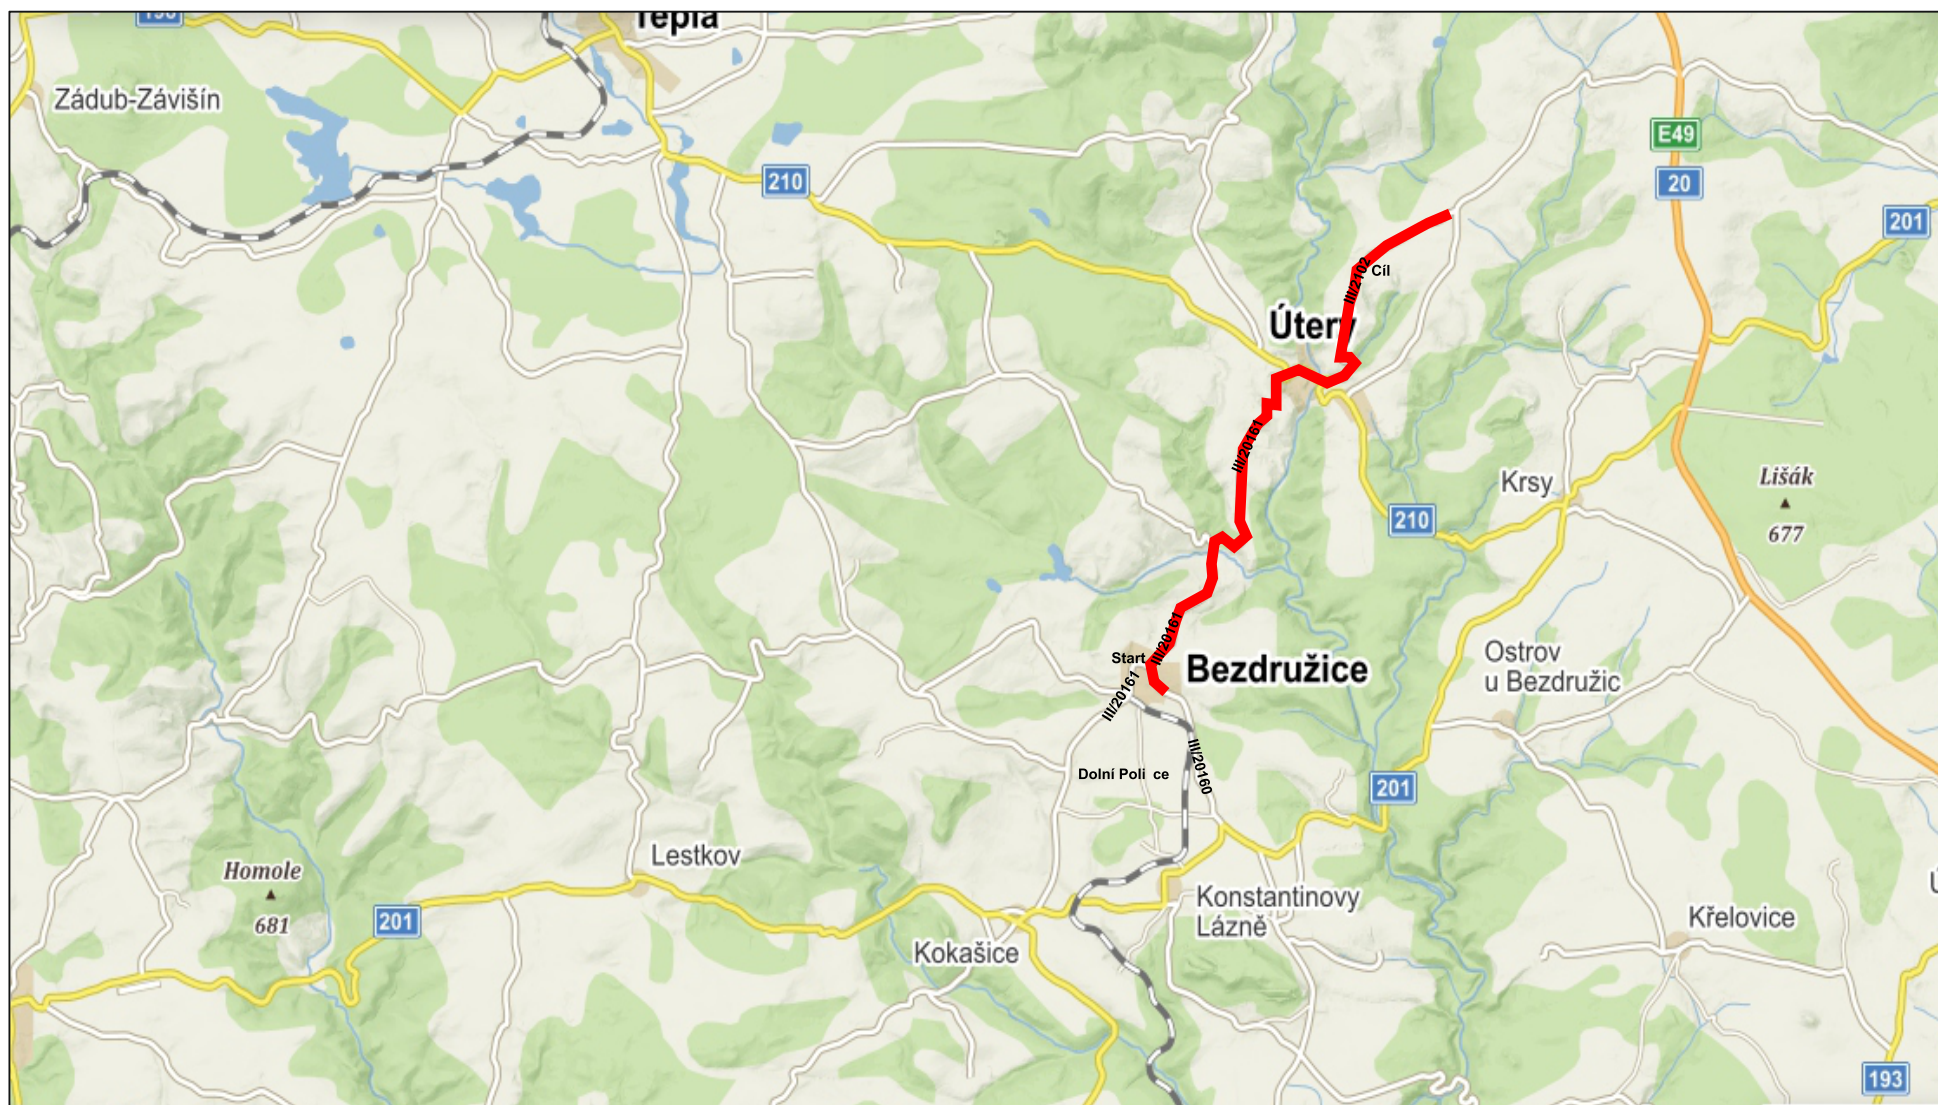 198
Teplá
Zádub-Závišín
E49
210
20
201
Cíl
III/2102
Útery
III/20161
Krsy
Lišák
677
210
III/20161
Start
Bezdružice
Ostrov
u Bezdružic
III/20161
III/20160
Dolní Poli ce
201
Lestkov
Homole
681
201
Konstantinovy
Lázně
Křelovice
Kokašice
193